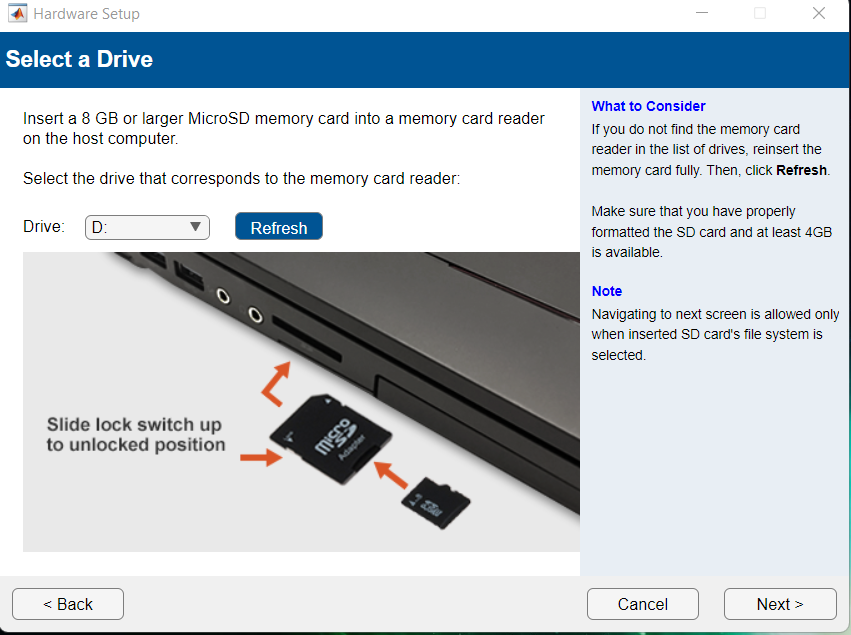 Hardware Setup
Select a Drive
Insert a 8 GB or larger MicroSD memory card into a memory card reader
on the host computer.
Select the drive that corresponds to the memory card reader:
Drive:
D:
Refresh
Slide lock switch up
to unlocked position
micro
SD
Adapter
What to Consider
If you do not find the memory card
reader in the list of drives, reinsert the
memory card fully. Then, click Refresh.
Make sure that you have properly
formatted the SD card and at least 4GB
is available.
Note
Navigating to next screen is allowed only
when inserted SD card's file system is
selected.
< Back
Cancel
Next >